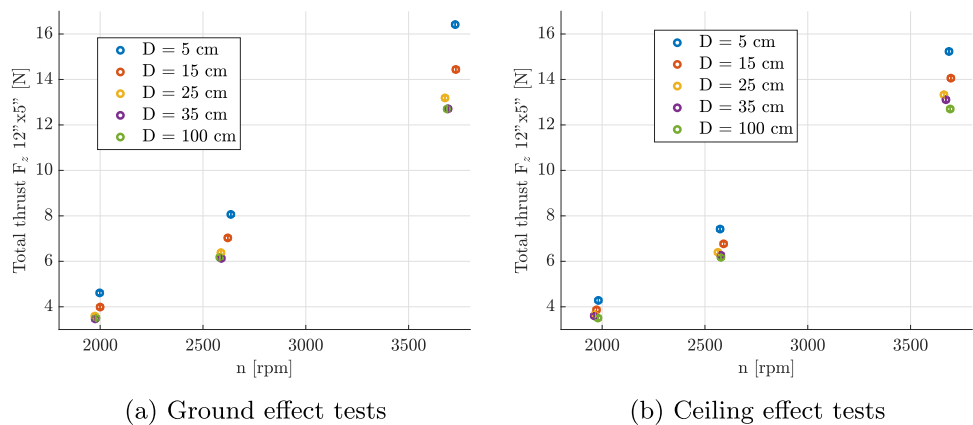 Total thrust Fz 12”x5” [N]
16
14
12
10
8
6
4
D = 5 cm
D = 15 cm
D = 25 cm
D = 35 cm
D = 100 cm
2000 2500 3000 3500
n [rpm]
(a) Ground effect tests
Total thrust Fz 12”x5” [N]
16
14
12
10
8
6
4
D = 5 cm
D = 15 cm
D = 25 cm
D = 35 cm
D = 100 cm
2000 2500 3000 3500
n [rpm]
(b) Ceiling effect tests